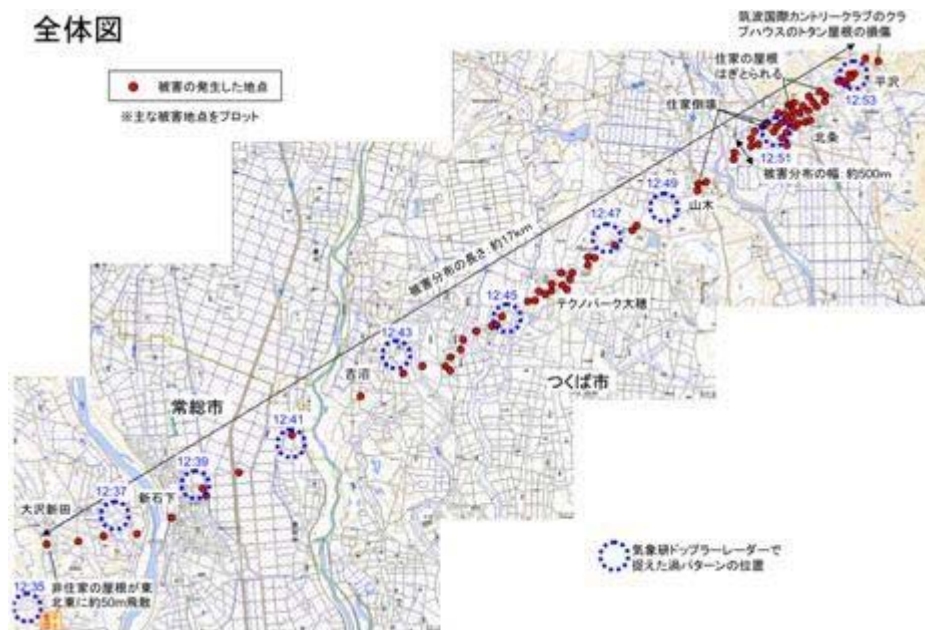 全体図
● 被害の発生した地点
※主な被害地点をプロット
筑波国際カントリークラブのクラ
ブハウスのトタン屋根の損傷
住家の屋根
はぎとられる
住家倒壊
平沢
12:53
北条
12:51
被害分布の幅:約500m
12:49
山木
12:47
被害分布の長さ:約17km
テクノパーク大穂
12:45
12:43
吉沼
つくば市
常総市
12:41
12:39
新石下
12:37
大沢新田
12:35
非住家の屋根が東
北東に約50m飛散
気象研ドップラーレーダーで
捉えた渦パターンの位置